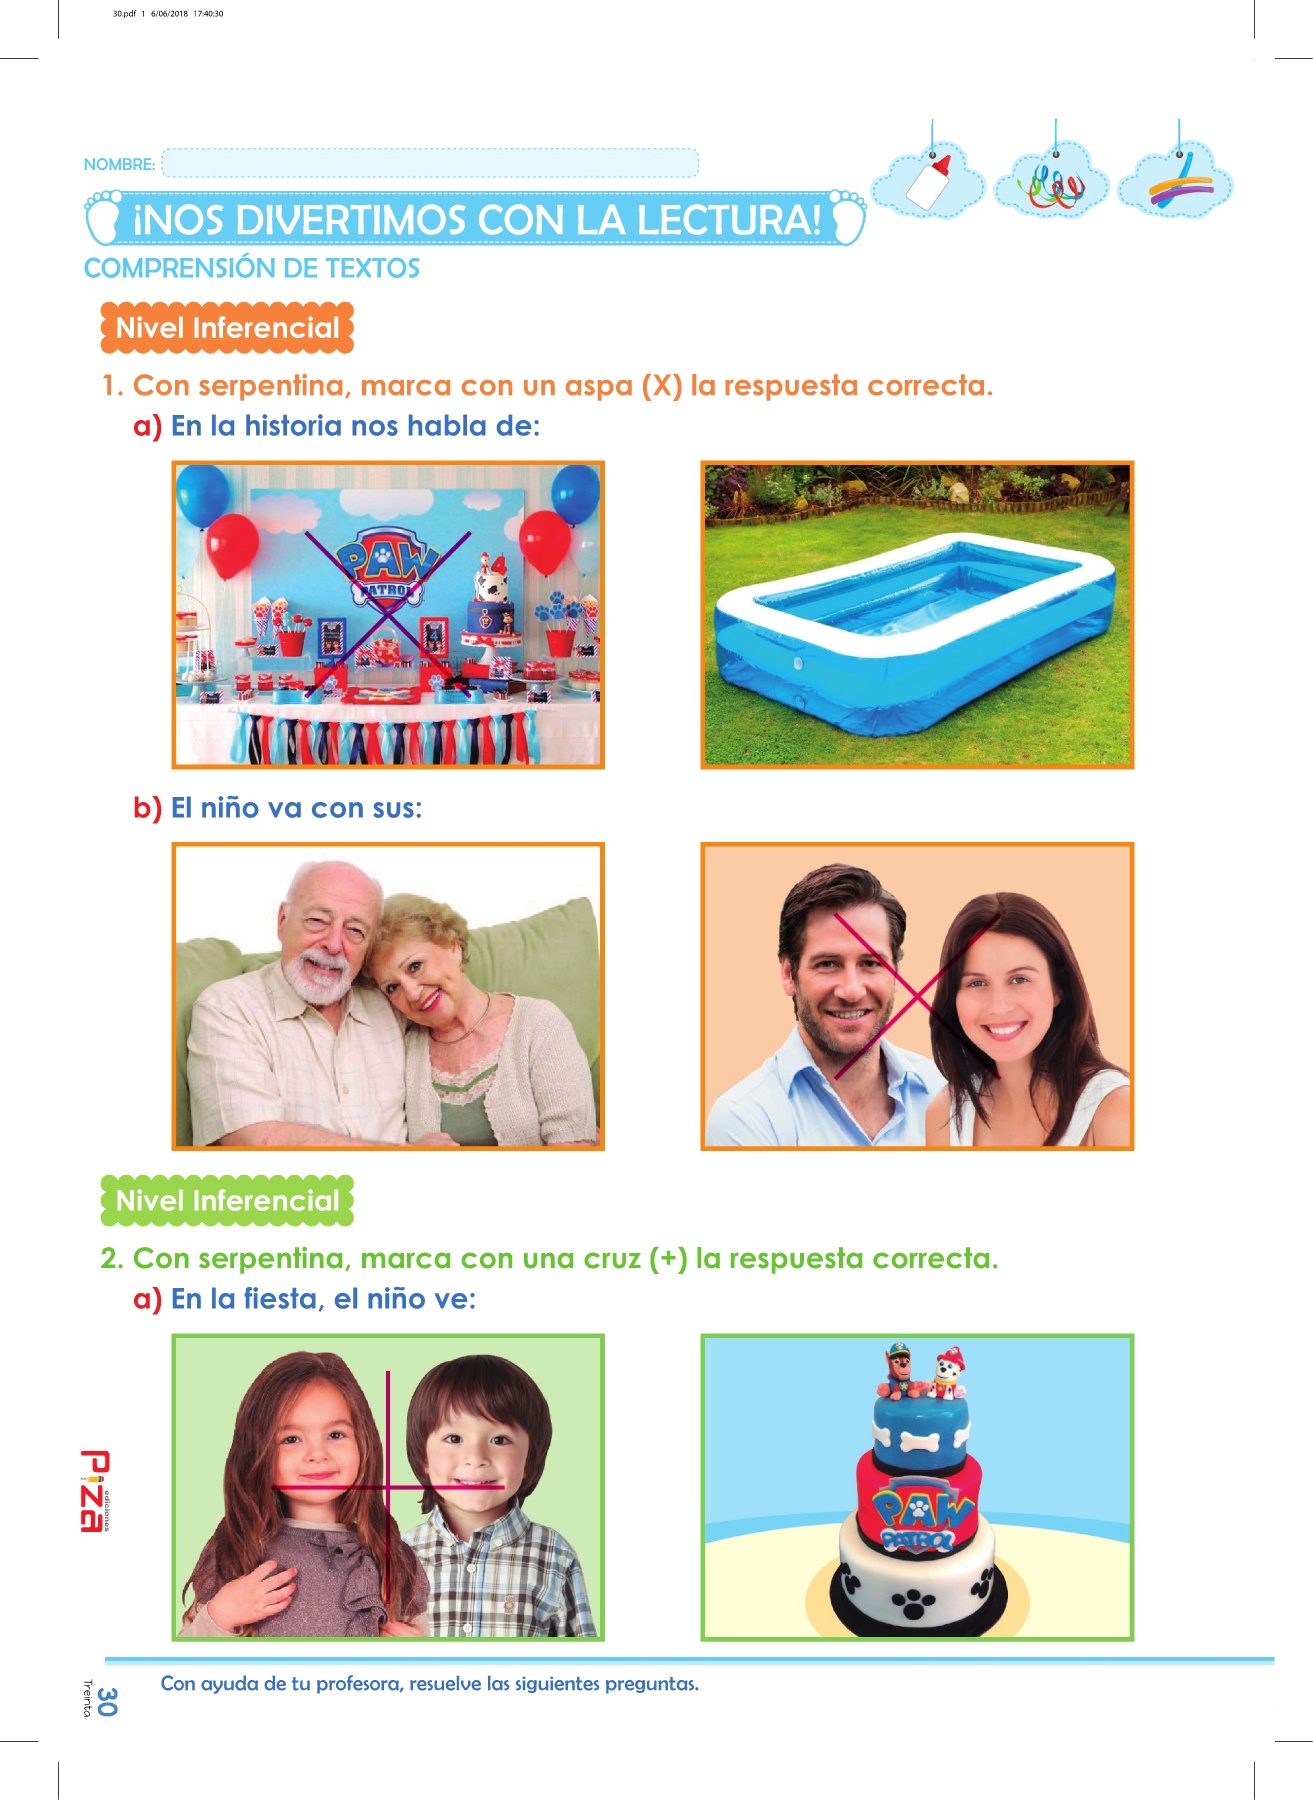 30.pdf 1 6/06/2018 17:40:30
NOMBRE:
¡NOS DIVERTIMOS CON LA LECTURA!
COMPRENSIÓN DE TEXTOS
Nivel Inferencial
1. Con serpentina, marca con un aspa (X) la respuesta correcta.
a) En la historia nos habla de:
PAW
PATROL
4
4
b) El niño va con sus:
Nivel Inferencial
2. Con serpentina, marca con una cruz (+) la respuesta correcta.
a) En la fiesta, el niño ve:
PAW
PATROL
PiZA
ediciones
Con ayuda de tu profesora, resuelve las siguientes preguntas.
30
Treinta